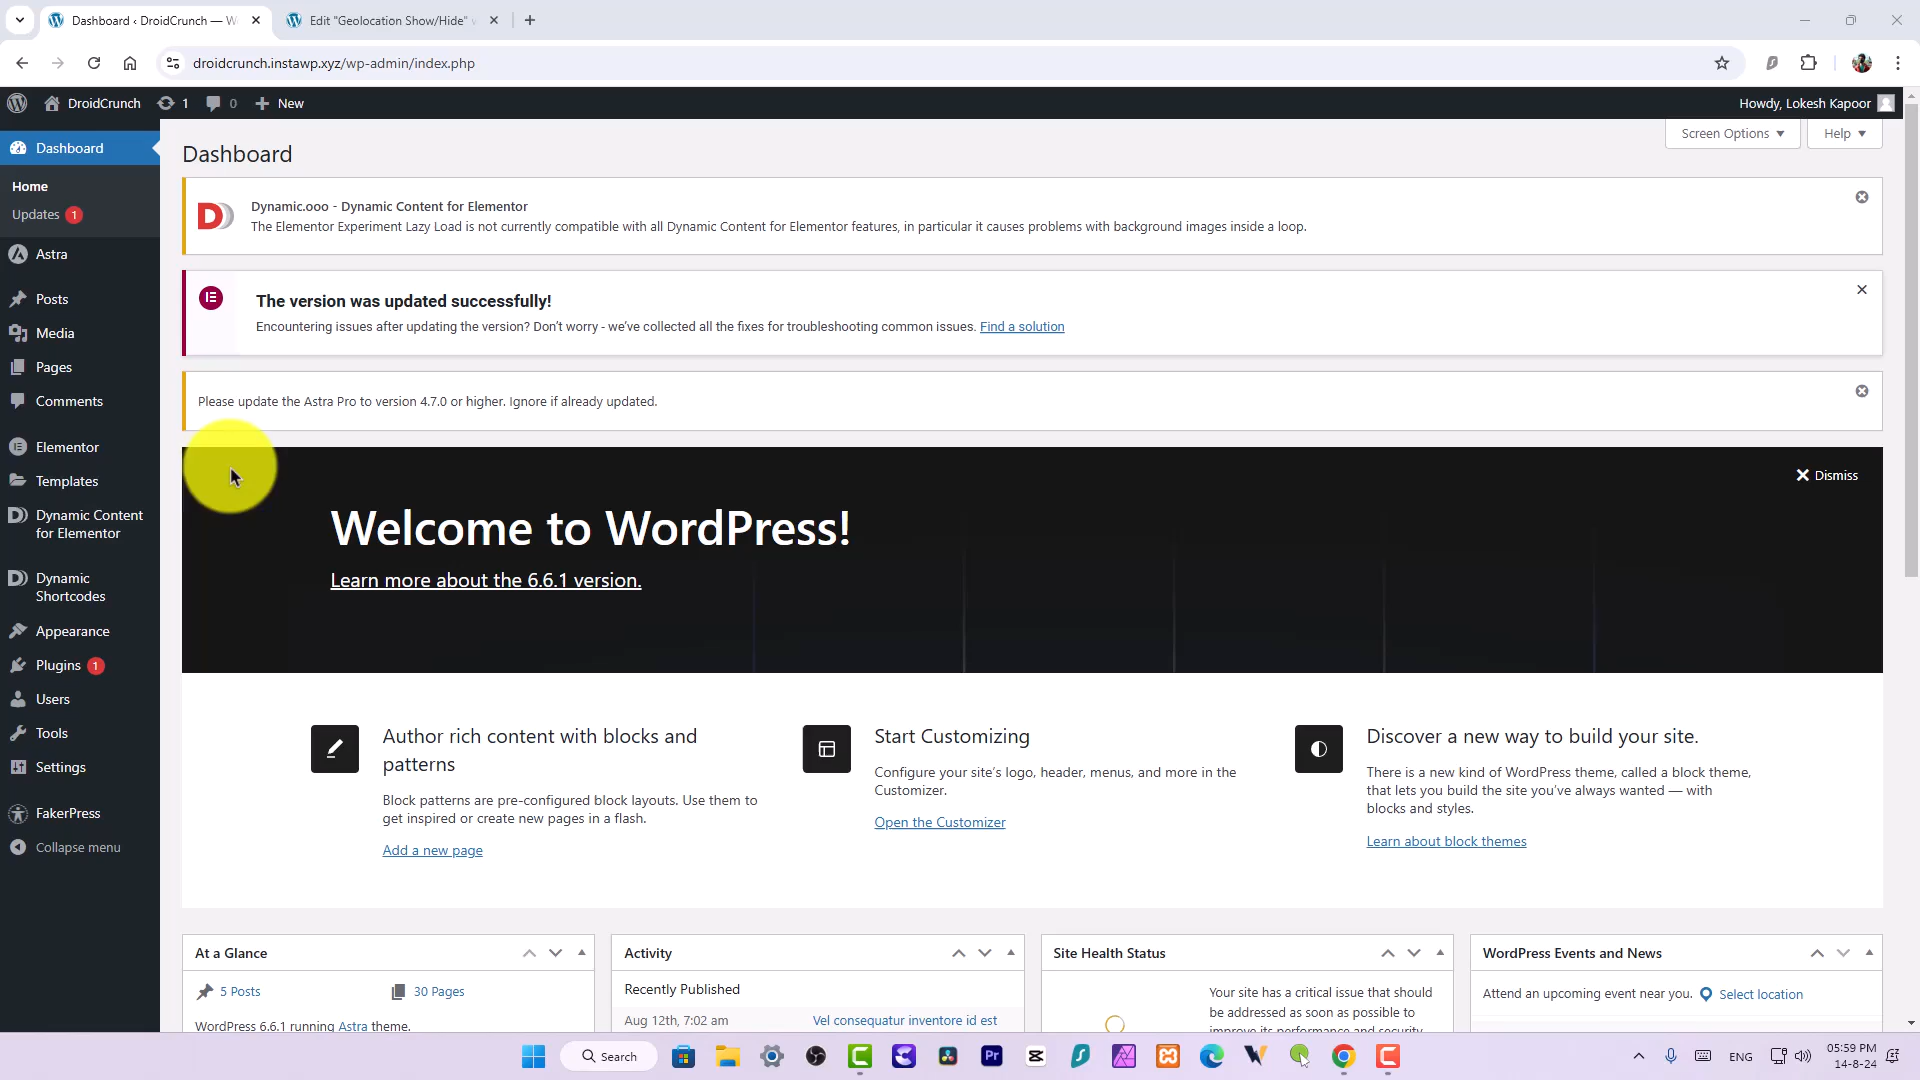 Dashboard ‹ DroidCrunch — W
Edit "Geolocation Show/Hide"
droidcrunch.instawp.xyz/wp-admin/index.php
DroidCrunch
1
0
New
Howdy, Lokesh Kapoor
Dashboard
Home
Updates 1
Astra
Posts
Media
Pages
Comments
Elementor
Templates
Dynamic Content
for Elementor
Dynamic
Shortcodes
Appearance
Plugins 1
Users
Tools
Settings
FakerPress
Collapse menu
Screen Options
Help
Dashboard
Dynamic.ooo - Dynamic Content for Elementor
The Elementor Experiment Lazy Load is not currently compatible with all Dynamic Content for Elementor features, in particular it causes problems with background images inside a loop.
The version was updated successfully!
Encountering issues after updating the version? Don't worry - we've collected all the fixes for troubleshooting common issues. Find a solution
Please update the Astra Pro to version 4.7.0 or higher. Ignore if already updated.
Dismiss
Welcome to WordPress!
Learn more about the 6.6.1 version.
Author rich content with blocks and
patterns
Block patterns are pre-configured block layouts. Use them to
get inspired or create new pages in a flash.
Add a new page
Start Customizing
Configure your site's logo, header, menus, and more in the
Customizer.
Open the Customizer
Discover a new way to build your site.
There is a new kind of WordPress theme, called a block theme,
that lets you build the site you've always wanted — with
blocks and styles.
Learn about block themes
At a Glance
5 Posts
30 Pages
WordPress 6.6.1 running Astra theme.
Activity
Recently Published
Aug 12th, 7:02 am
Vel consequatur inventore id est
Site Health Status
Your site has a critical issue that should
be addressed as soon as possible to
improve its performance and security
WordPress Events and News
Attend an upcoming event near you.
Select location
Search
Pr
ENG
05:59 PM
14-8-24